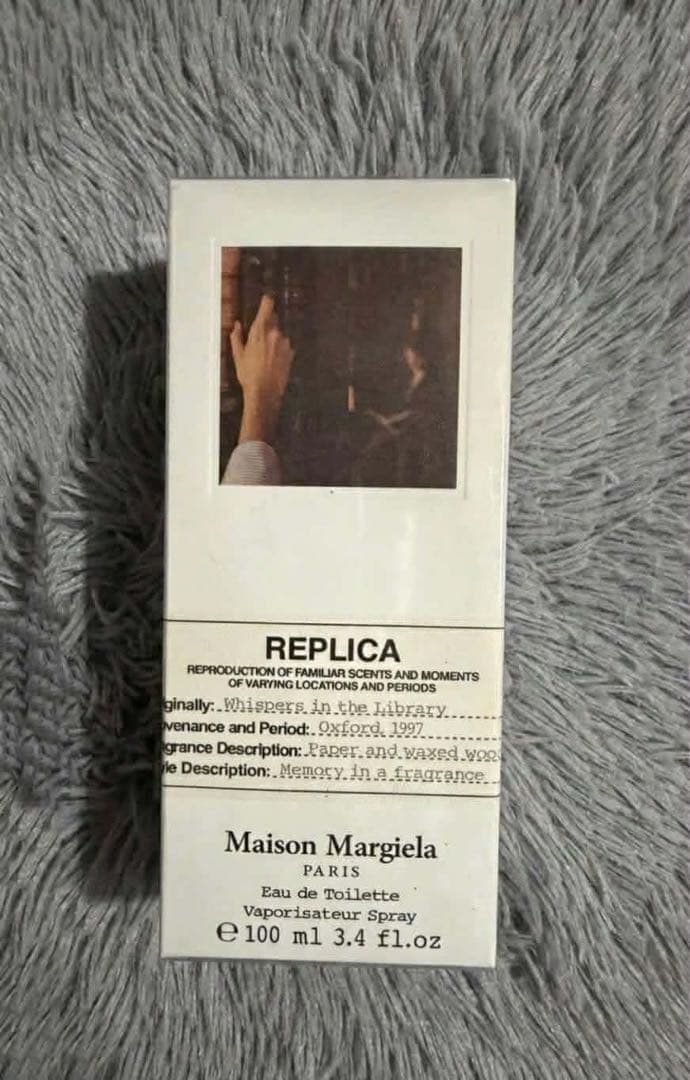 REPLICA
REPRODUCTION OF FAMILIAR SCENTS AND MOMENTS
OF VARYING LOCATIONS AND PERIODS
ginally: Whispers in the Library
venance and Period: Oxford, 1997
grance Description: Paper and waxed woo
le Description: Memory in a fragrance
Maison Margiela
PARIS
Eau de Toilette
Vaporisateur Spray
℮ 100 ml 3.4 fl.oz